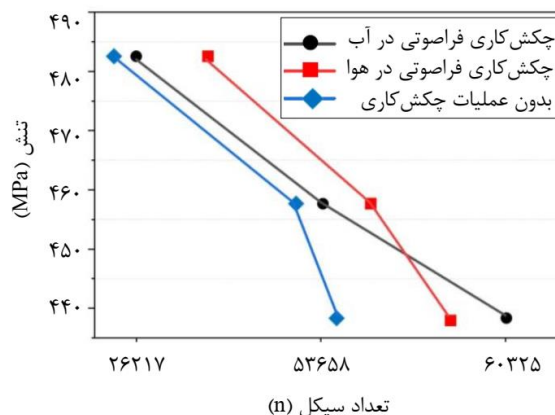 چکش‌کاری فراصوتی در آب
چکش‌کاری فراصوتی در هوا
بدون عملیات چکش‌کاری
تنش (MPa)
۴۹۰
۴۸۰
۴۷۰
۴۶۰
۴۵۰
۴۴۰
۲۶۲۱۷
۵۳۶۵۸
۶۰۳۲۵
تعداد سیکل (n)